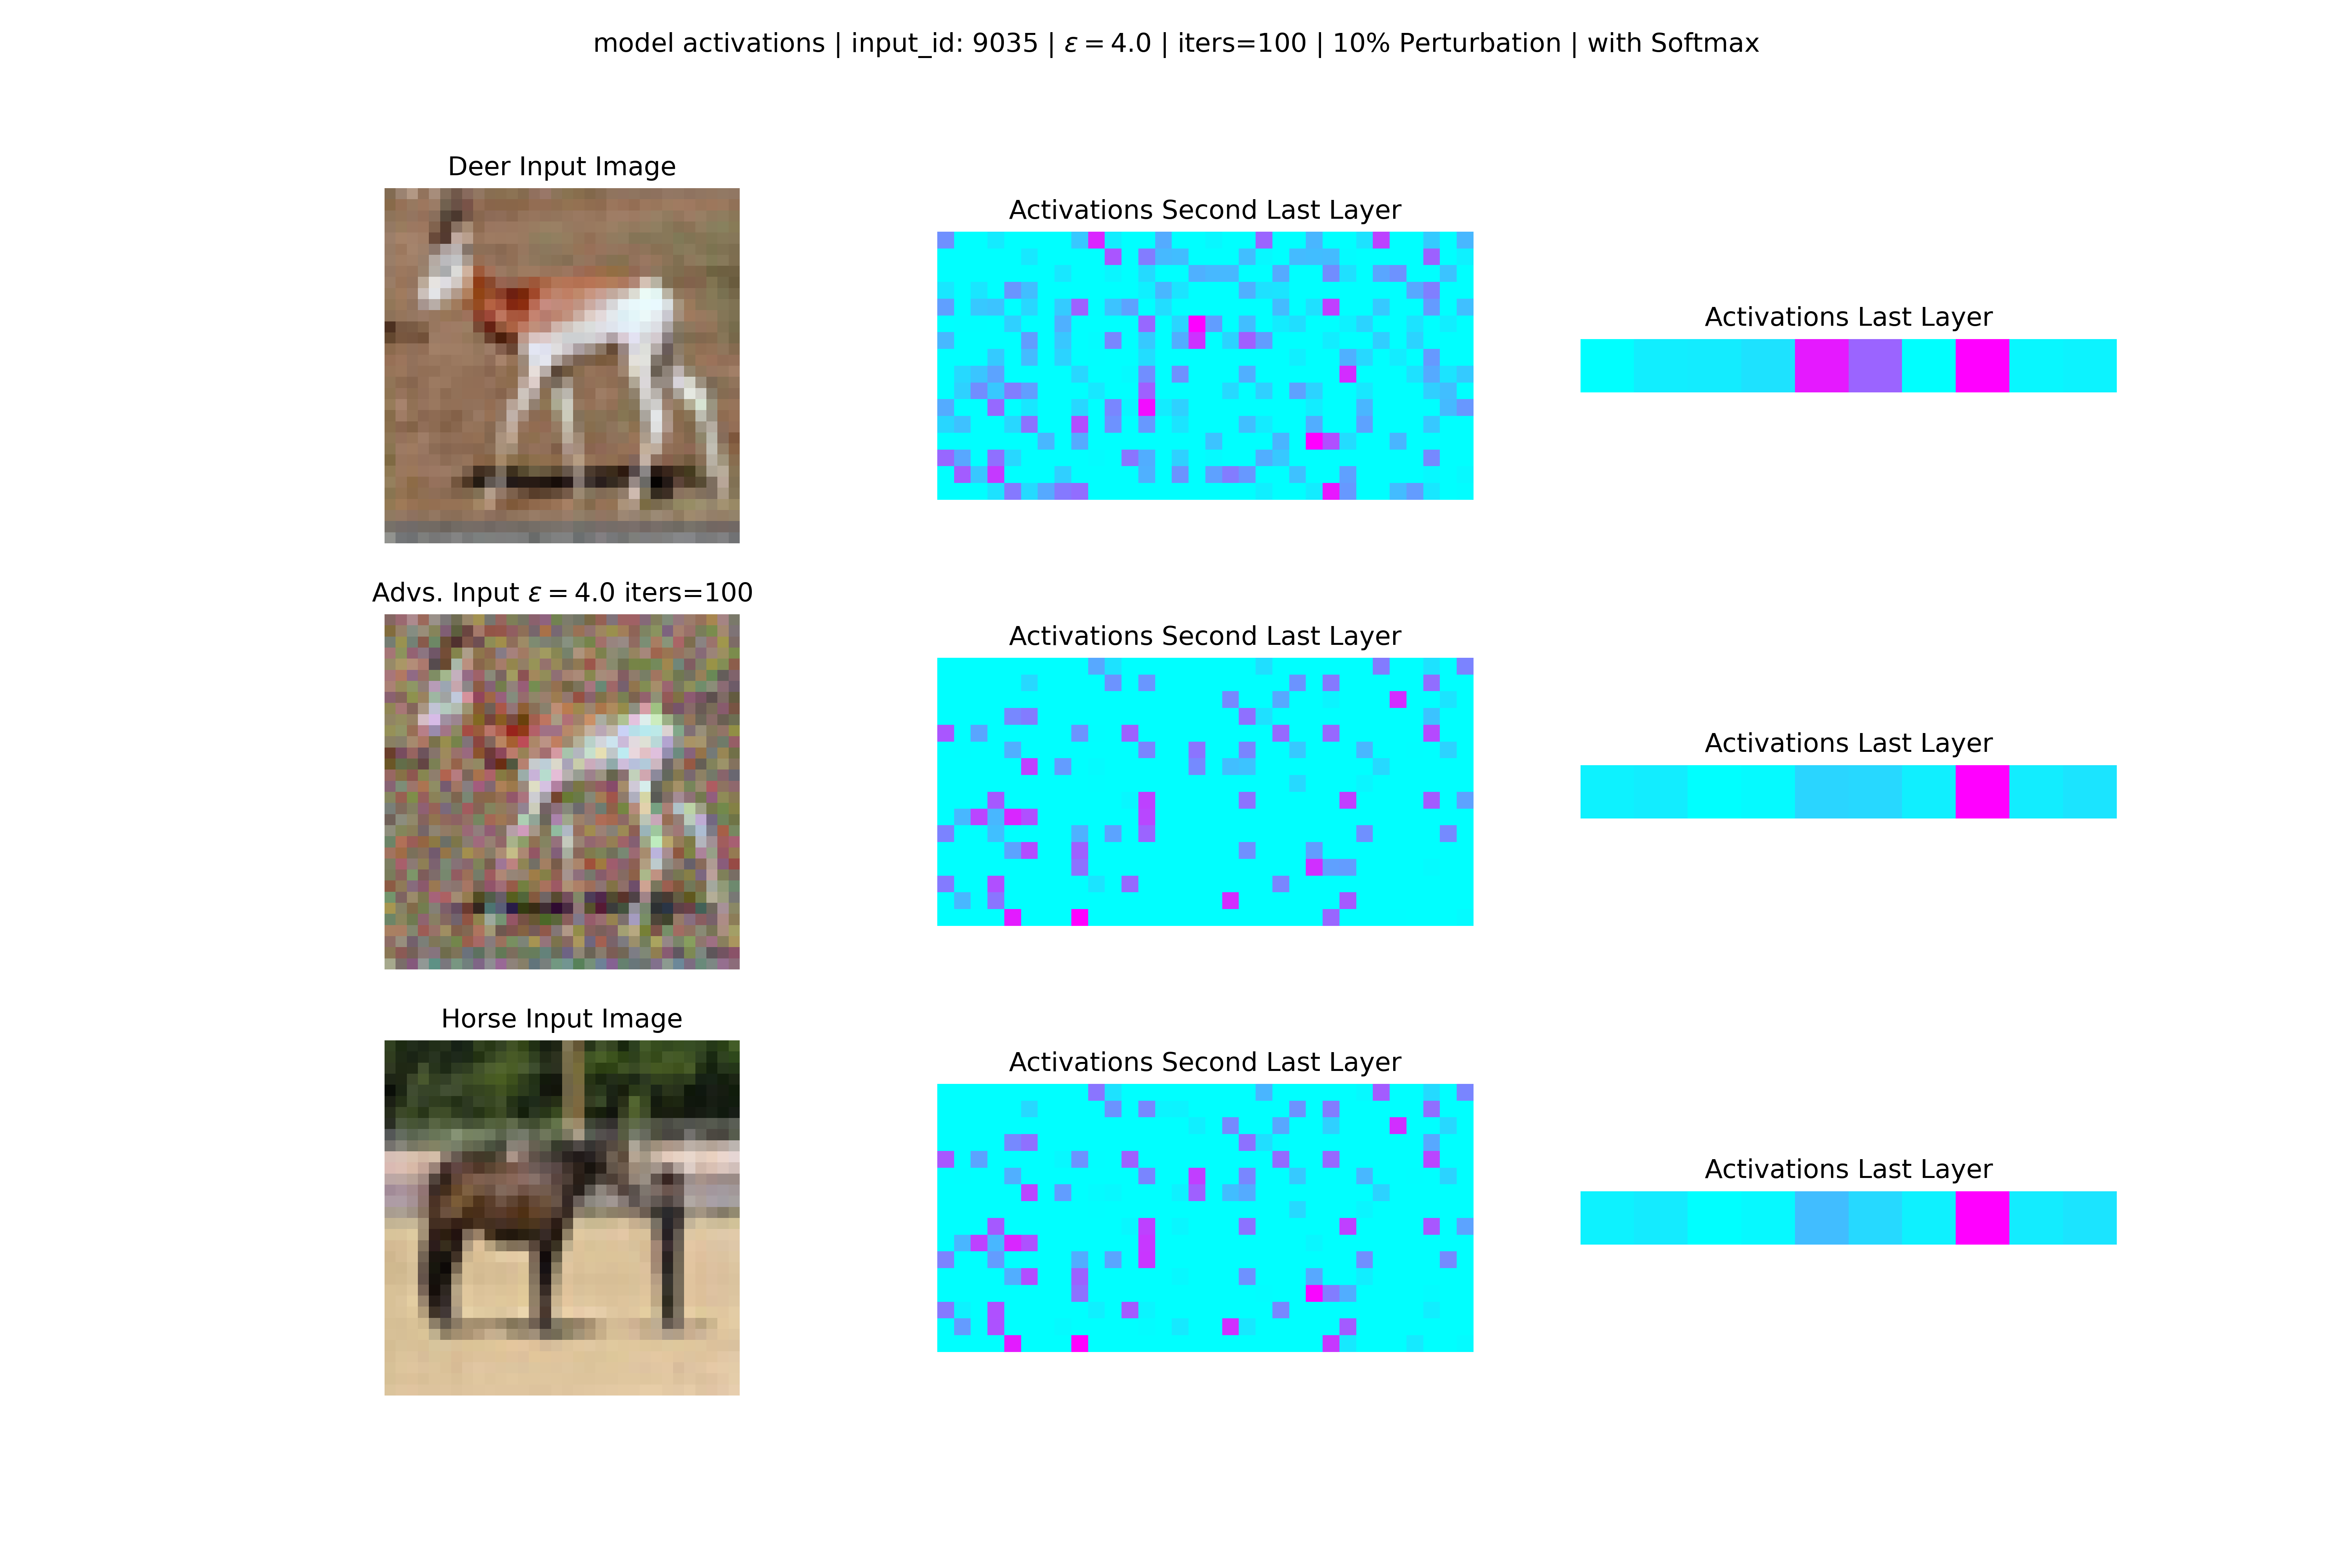 model activations | input_id: 9035 | ε = 4.0 | iters=100 | 10% Perturbation | with Softmax
Deer Input Image
Activations Second Last Layer
Activations Last Layer
Advs. Input ε = 4.0 iters=100
Activations Second Last Layer
Activations Last Layer
Horse Input Image
Activations Second Last Layer
Activations Last Layer